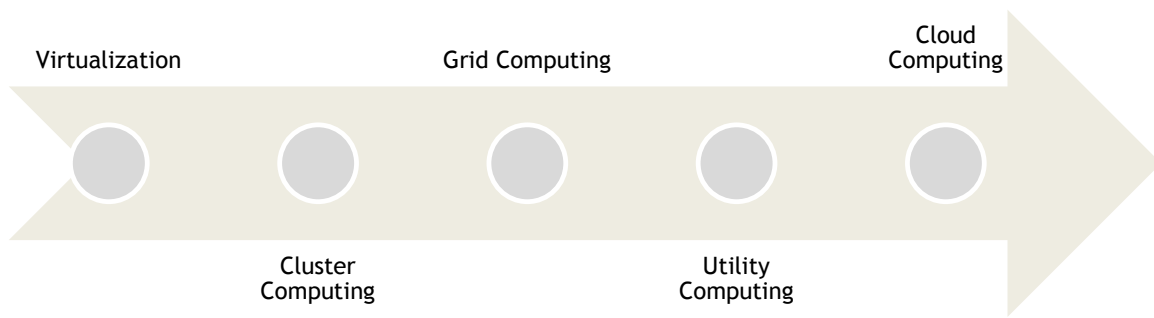 Virtualization
Cluster
Computing
Grid Computing
Utility
Computing
Cloud
Computing